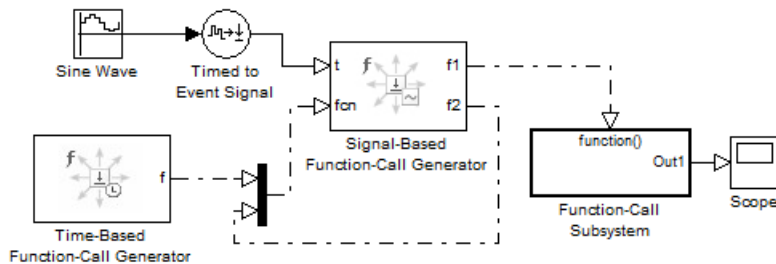 Sine Wave
Timed to
Event Signal
t
fcn
f
f1
f2
Signal-Based
Function-Call Generator
f
f
L
Time-Based
Function-Call Generator
function()
Out1
Function-Call
Subsystem
Scope